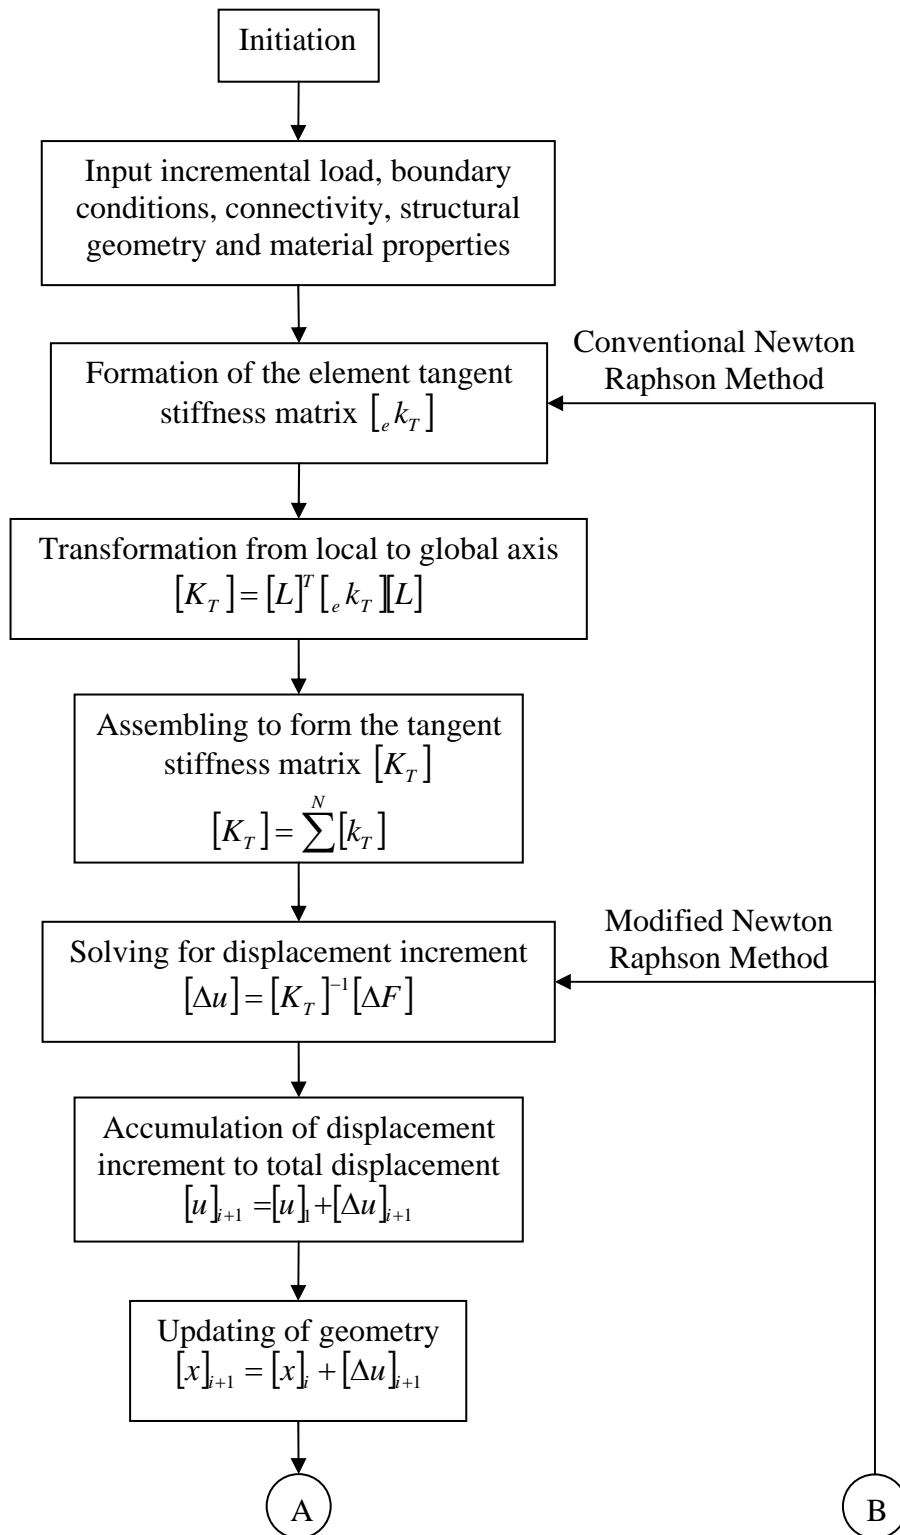 Initiation
Input incremental load, boundary
conditions, connectivity, structural
geometry and material properties
Conventional Newton
Raphson Method
Formation of the element tangent
stiffness matrix [ₑk_T]
Transformation from local to global axis
[K_T] = [L]^T [ₑk_T][L]
Assembling to form the tangent
stiffness matrix [K_T]
[K_T] = ∑^N [k_T]
Modified Newton
Raphson Method
Solving for displacement increment
[Δu] = [K_T]^{-1} [ΔF]
Accumulation of displacement
increment to total displacement
[u]_{i+1} = [u]_1 + [Δu]_{i+1}
Updating of geometry
[x]_{i+1} = [x]_i + [Δu]_{i+1}
A
B